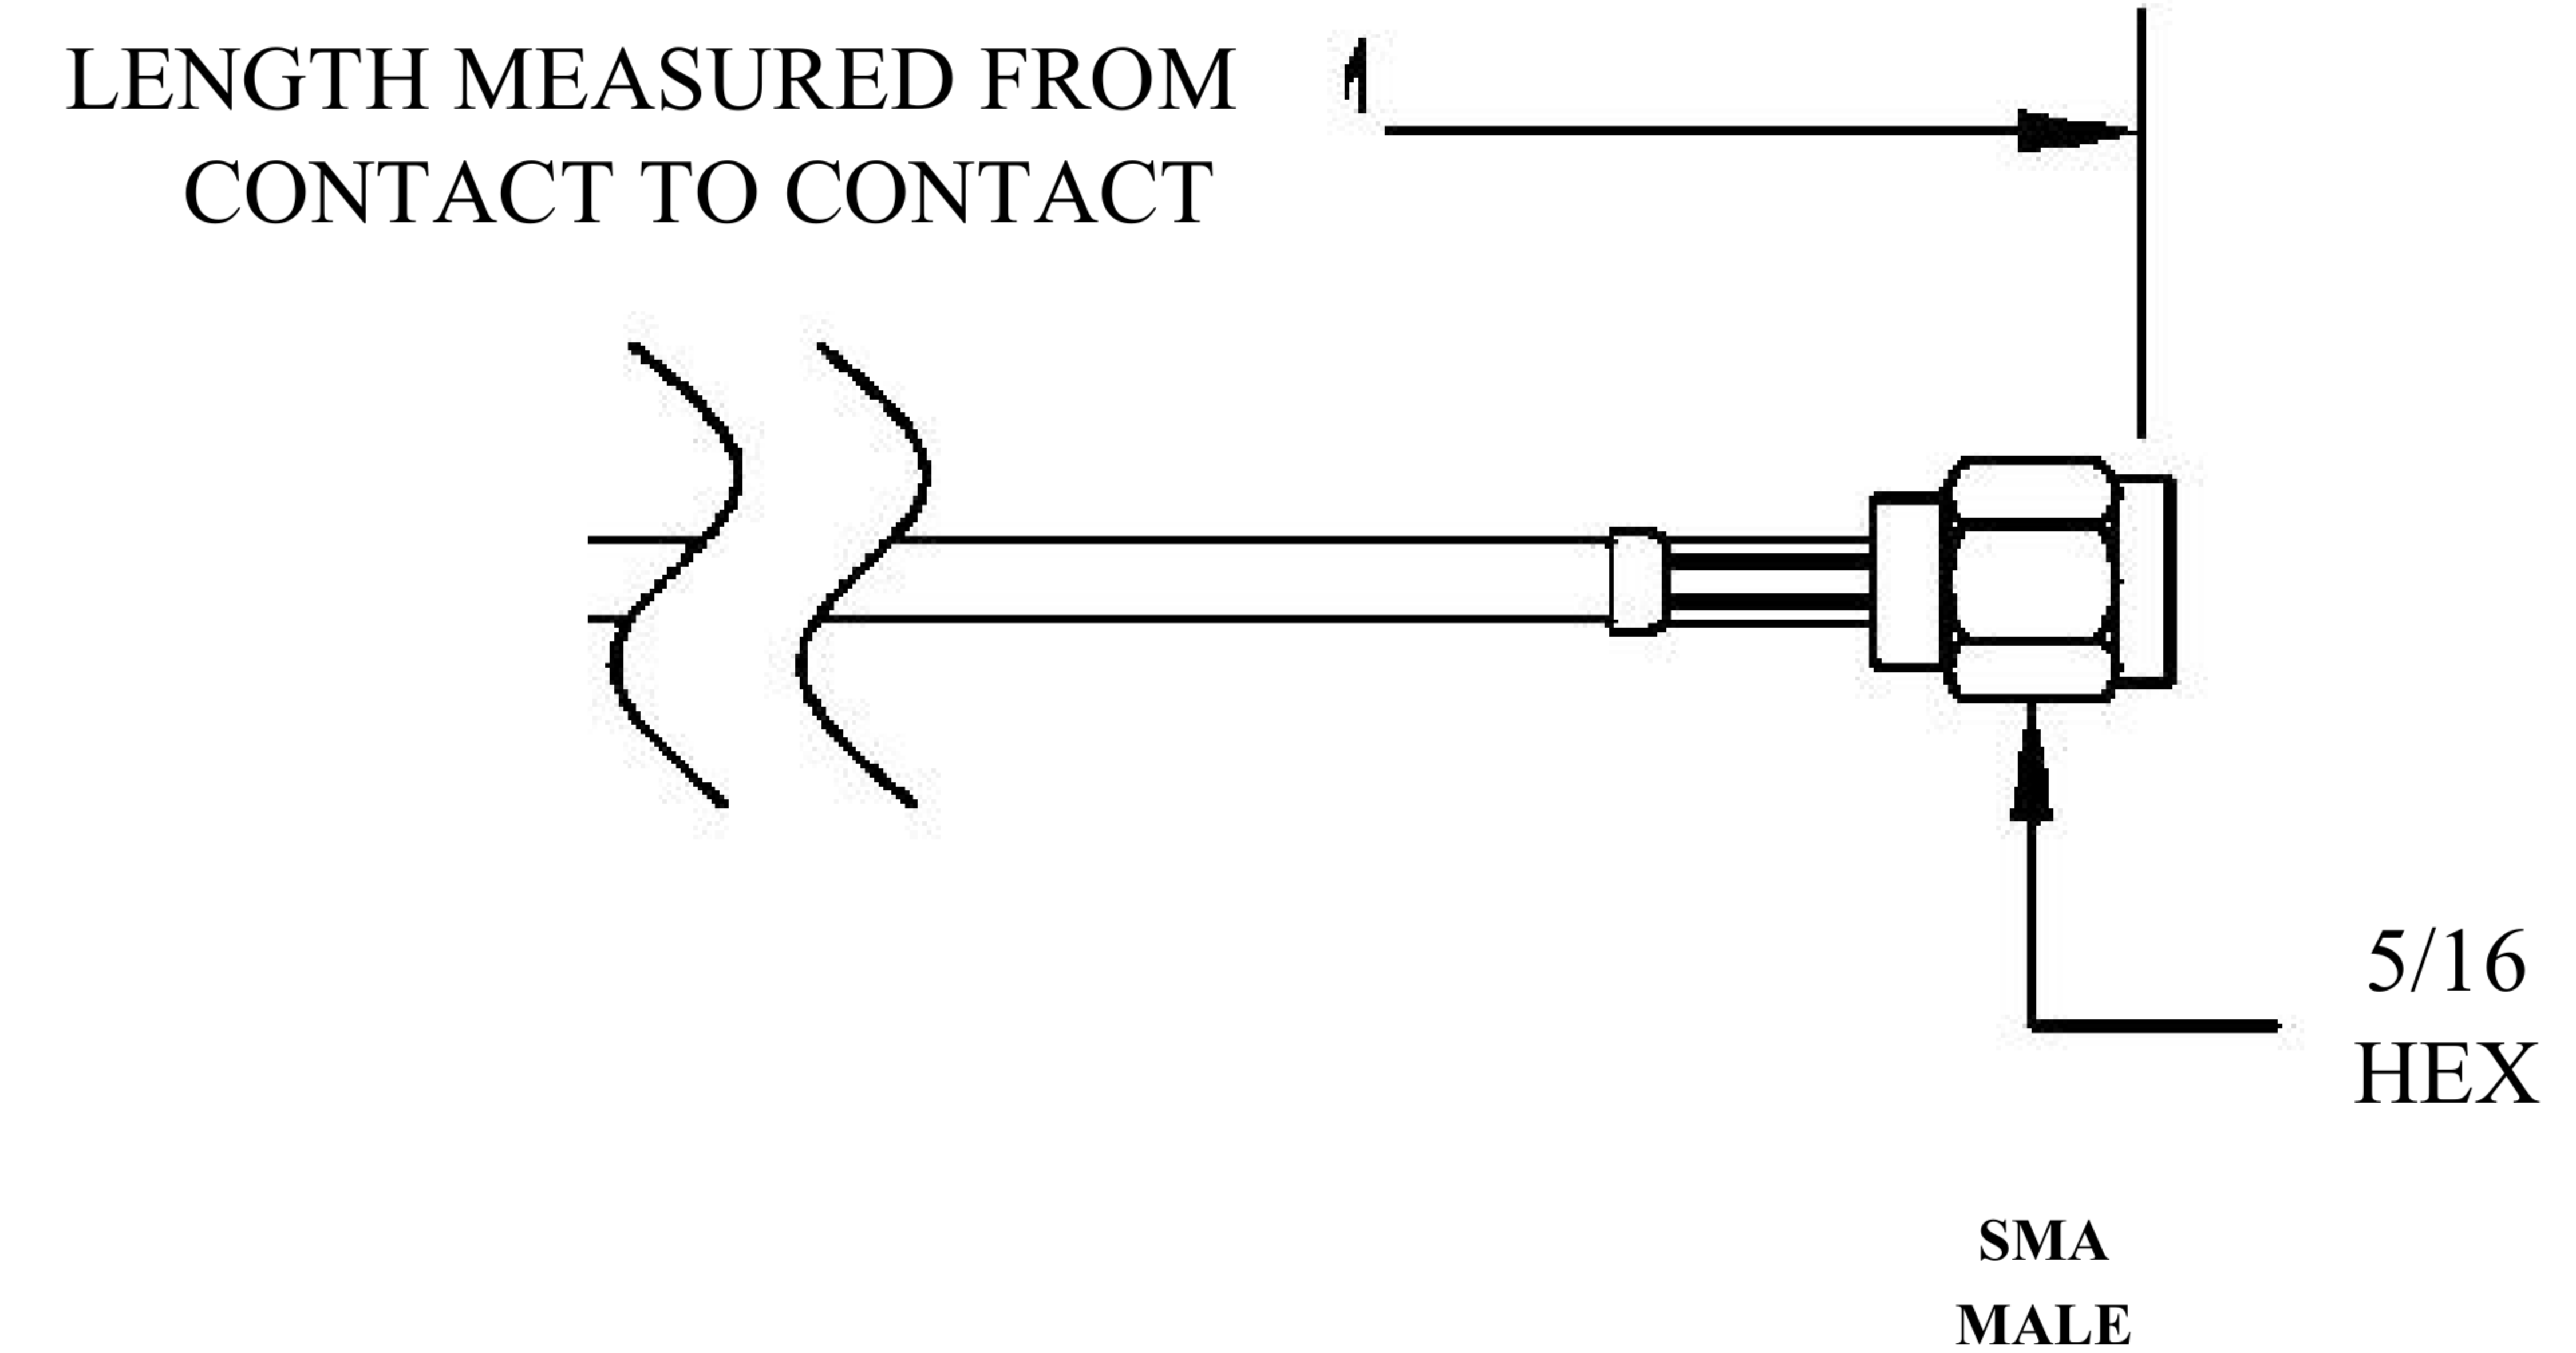 LENGTH MEASURED FROM
CONTACT TO CONTACT
5/16
HEX
SMA
MALE